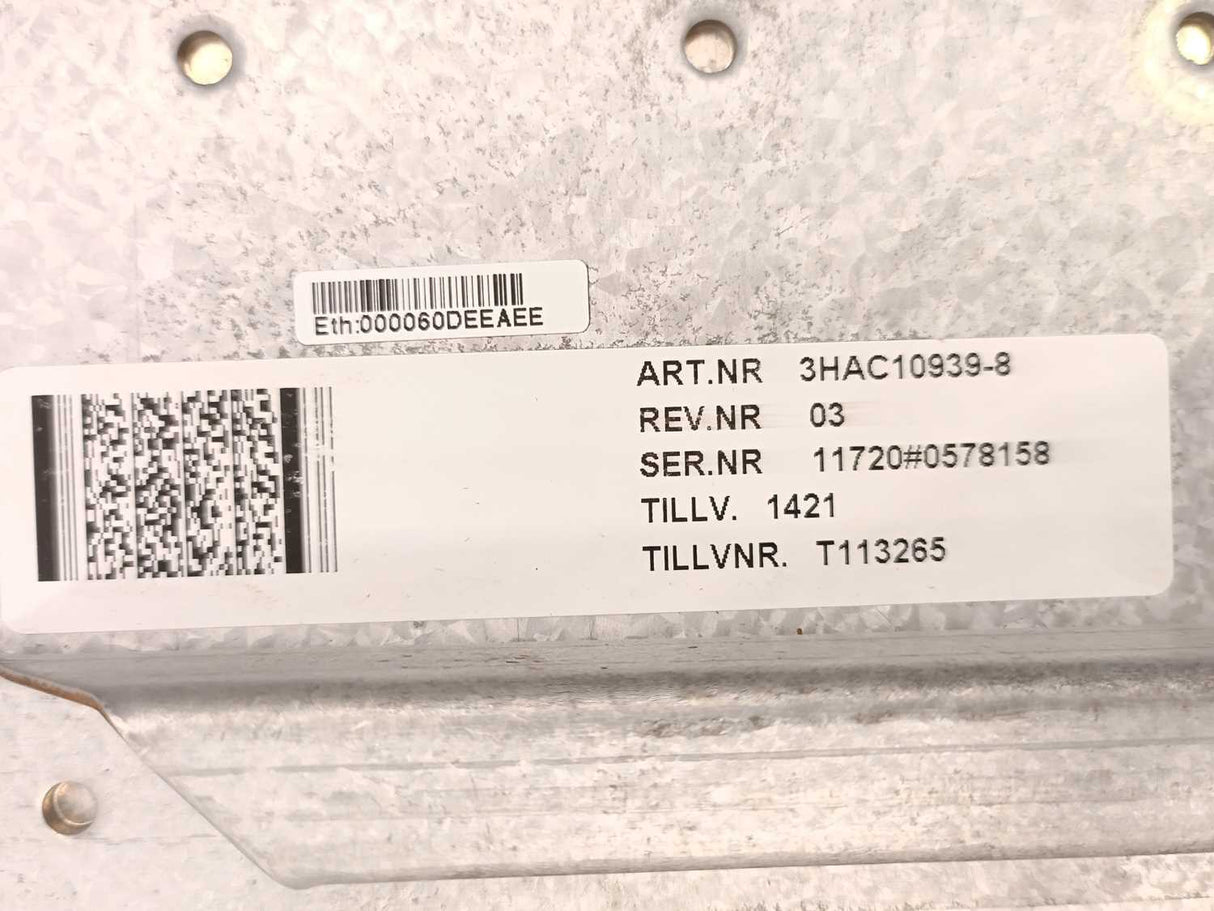 Eth:000060DEEAEE
ART.NR 3HAC10939-8
REV.NR 03
SER.NR 11720#0578158
TILLV. 1421
TILLVNR. T113265